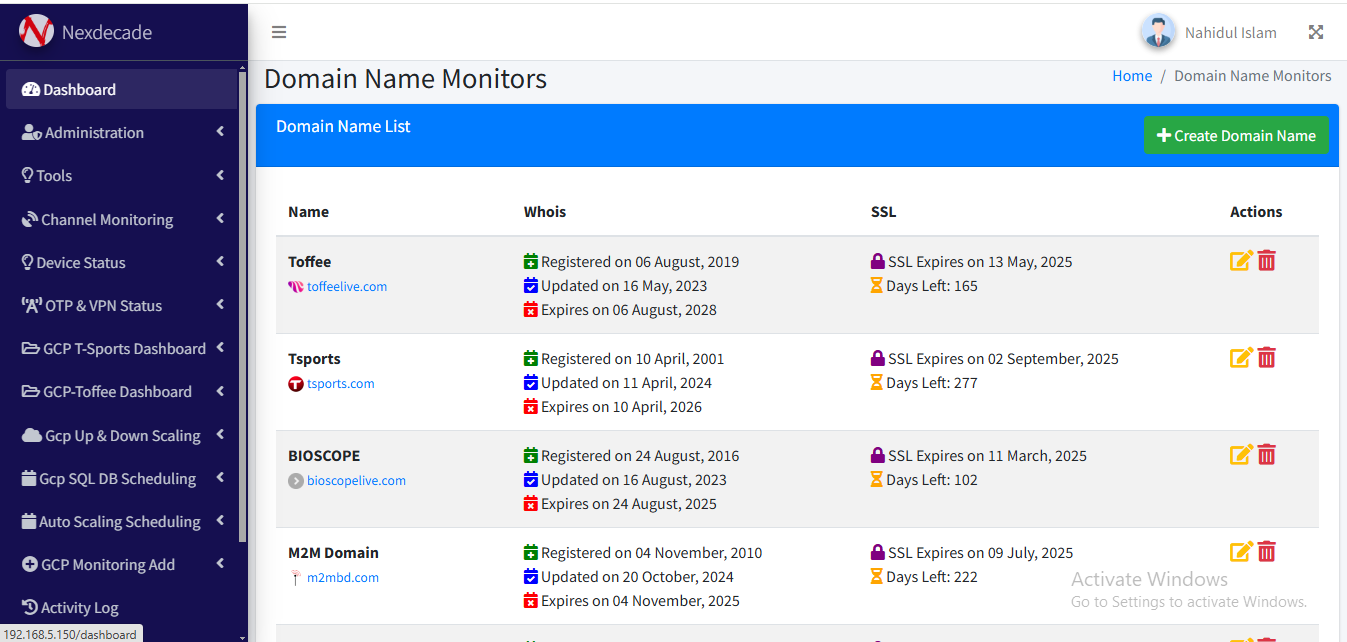 Nexdecade
Nahidul Islam
Dashboard
Administration
Tools
Channel Monitoring
Device Status
OTP & VPN Status
GCP T-Sports Dashboard
GCP-Toffee Dashboard
Gcp Up & Down Scaling
Gcp SQL DB Scheduling
Auto Scaling Scheduling
GCP Monitoring Add
Activity Log
192.168.5.150/dashboard
Domain Name Monitors
Home / Domain Name Monitors
Domain Name List
Create Domain Name
Name Whois SSL Actions
Toffee
toffeelive.com
Registered on 06 August, 2019
Updated on 16 May, 2023
Expires on 06 August, 2028
SSL Expires on 13 May, 2025
Days Left: 165
Tsports
tsports.com
Registered on 10 April, 2001
Updated on 11 April, 2024
Expires on 10 April, 2026
SSL Expires on 02 September, 2025
Days Left: 277
BIOSCOPE
bioscopelive.com
Registered on 24 August, 2016
Updated on 16 August, 2023
Expires on 24 August, 2025
SSL Expires on 11 March, 2025
Days Left: 102
M2M Domain
m2mbd.com
Registered on 04 November, 2010
Updated on 20 October, 2024
Expires on 04 November, 2025
SSL Expires on 09 July, 2025
Days Left: 222
Activate Windows
Go to Settings to activate Windows.